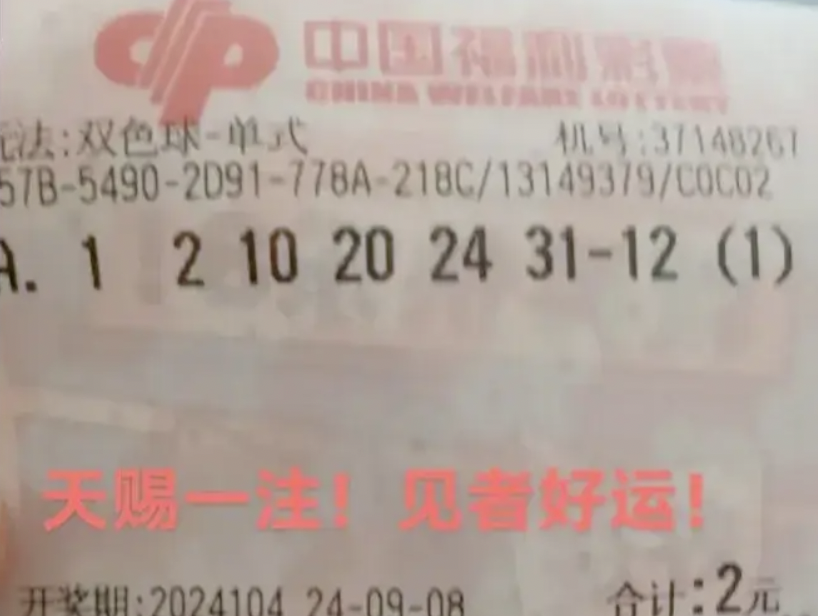 中国福利彩票
CHINA WELFARE LOTTERY
玩法:双色球-单式 机号:37148267
57B-5490-2D91-778A-218C/13149379/C0C02
A. 1 2 10 20 24 31-12 (1)
天赐一注！见者好运！
开奖期:2024104 24-09-08 合计:2元